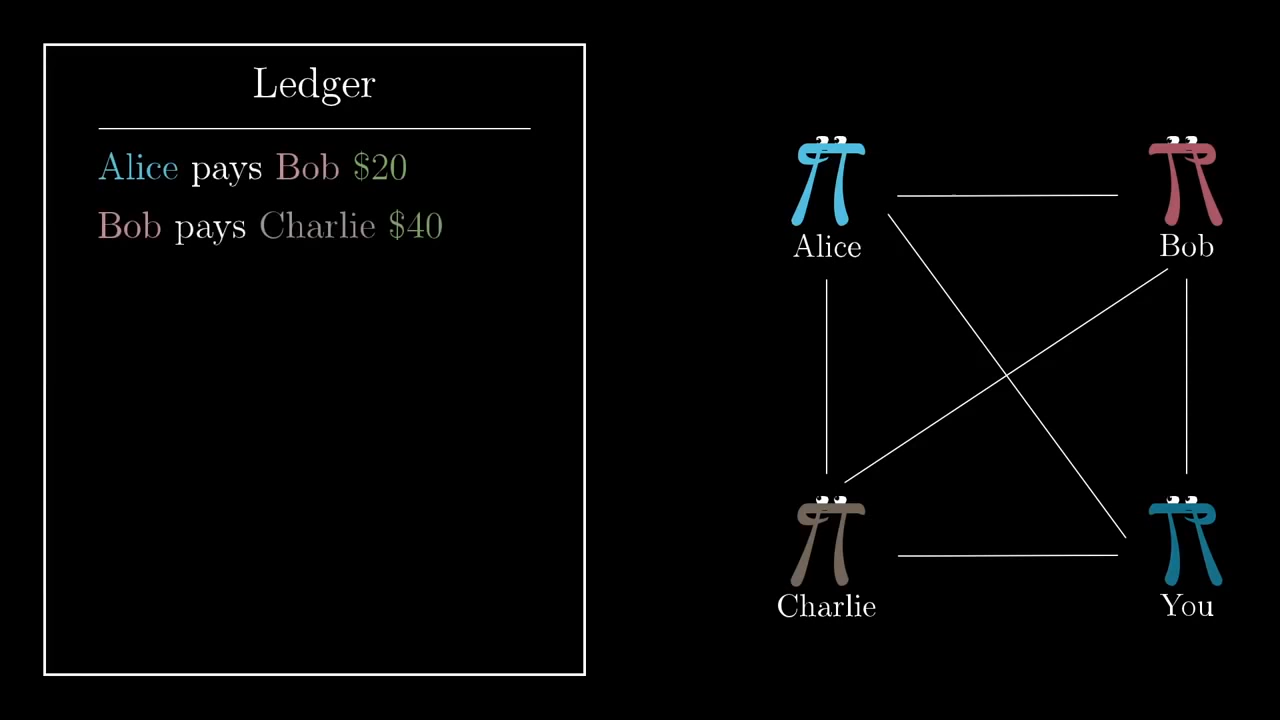 Ledger
Alice pays Bob $20
Bob pays Charlie $40
Alice
Bob
Charlie
You